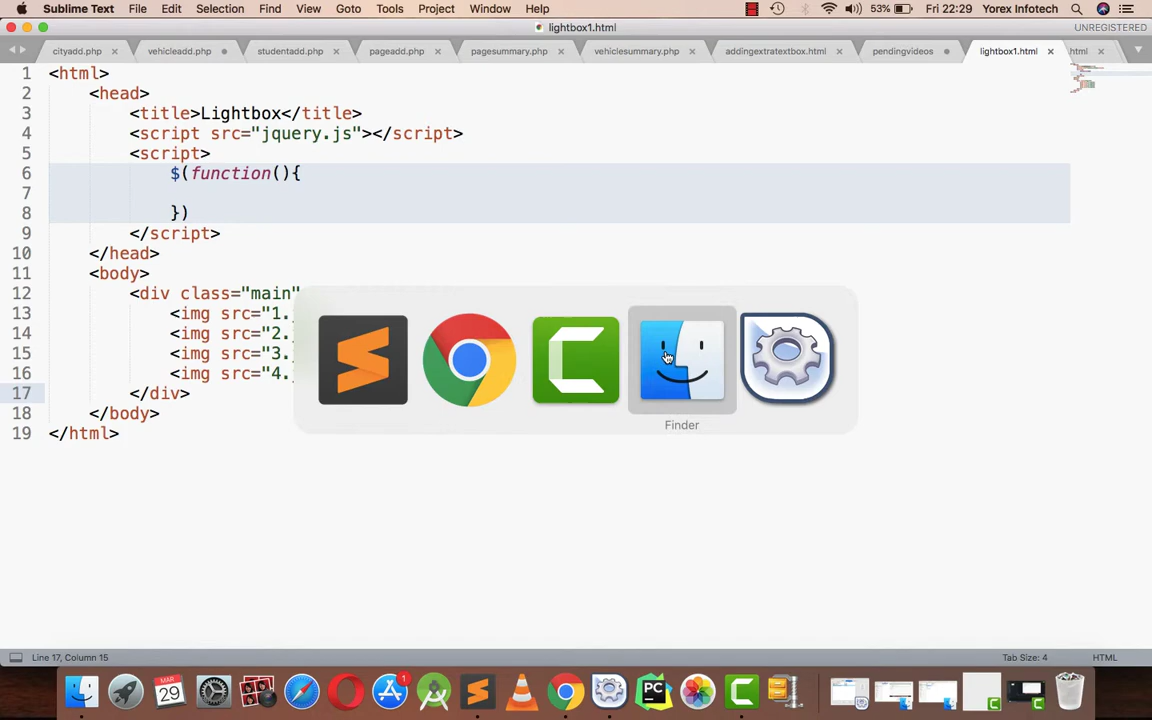 Sublime Text File Edit Selection Find View Goto Tools Project Window Help 53% Fri 22:29 Yorex Infotech
lightbox1.html UNREGISTERED
cityadd.php vehicleadd.php studentadd.php pageadd.php pagesummary.php vehiclesummary.php addingextratextbox.html pendingvideos lightbox1.html html
1 <html>
2 <head>
3 <title>Lightbox</title>
4 <script src="jquery.js"></script>
5 <script>
6 $(function(){
7
8 })
9 </script>
10 </head>
11 <body>
12 <div class="main"
13 <img src="1.
14 <img src="2.
15 <img src="3.
16 <img src="4.
17 </div>
18 </body>
19 </html>
Finder
Line 17, Column 15 Tab Size: 4 HTML
MAR
29
1
PC